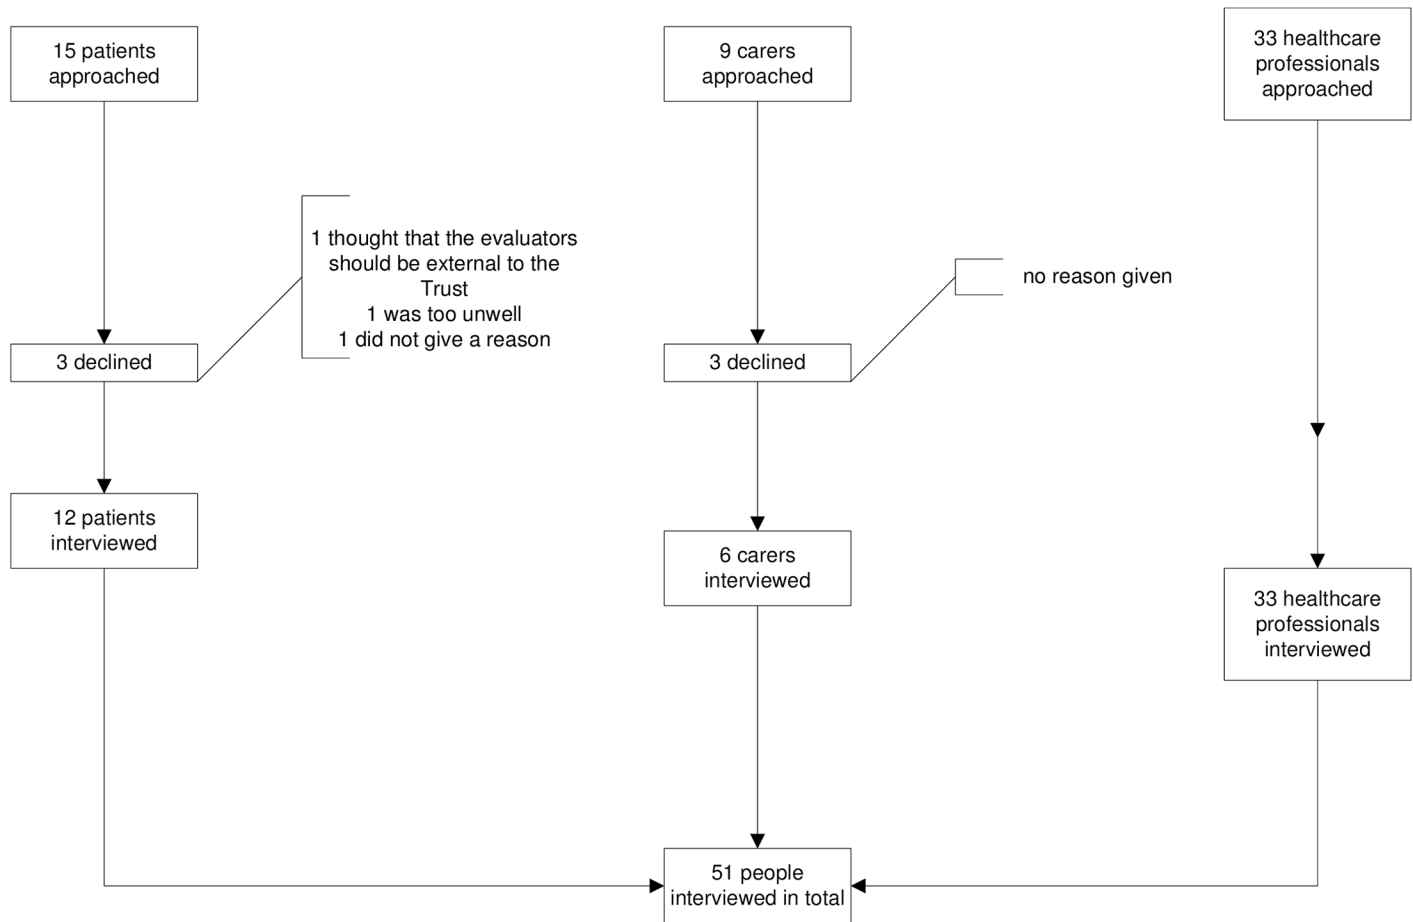 15 patients
approached
9 carers
approached
33 healthcare
professionals
approached
1 thought that the evaluators
should be external to the
Trust
1 was too unwell
1 did not give a reason
no reason given
3 declined
3 declined
12 patients
interviewed
6 carers
interviewed
33 healthcare
professionals
interviewed
51 people
interviewed in total